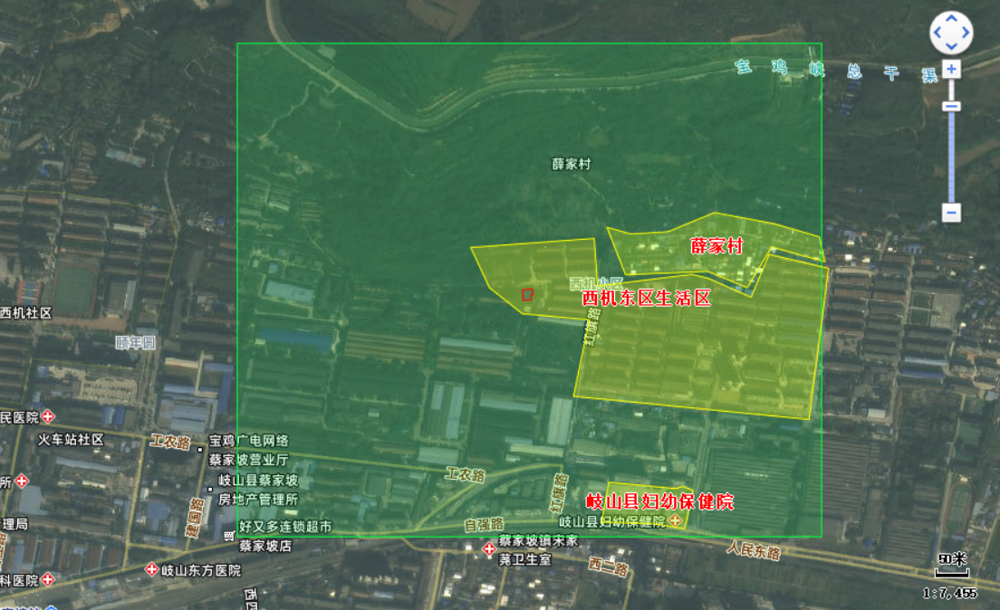 宝鸡峡总干渠
薛家村
薛家村
西机小区
西机东区生活区
红旗路
西机社区
颐年园
民医院
火车站社区
工农路
宝鸡广电网络
蔡家坡营业厅
所
岐山县蔡家坡
房地产管理所
工农路
红旗路
岐山县妇幼保健院
岐山县妇幼保健院
理局
建国路
好又多连锁超市
蔡家坡店
自强路
蔡家坡镇宋家
荛卫生室
人民东路
科医院
岐山东方医院
西二路
50米
1:7,455